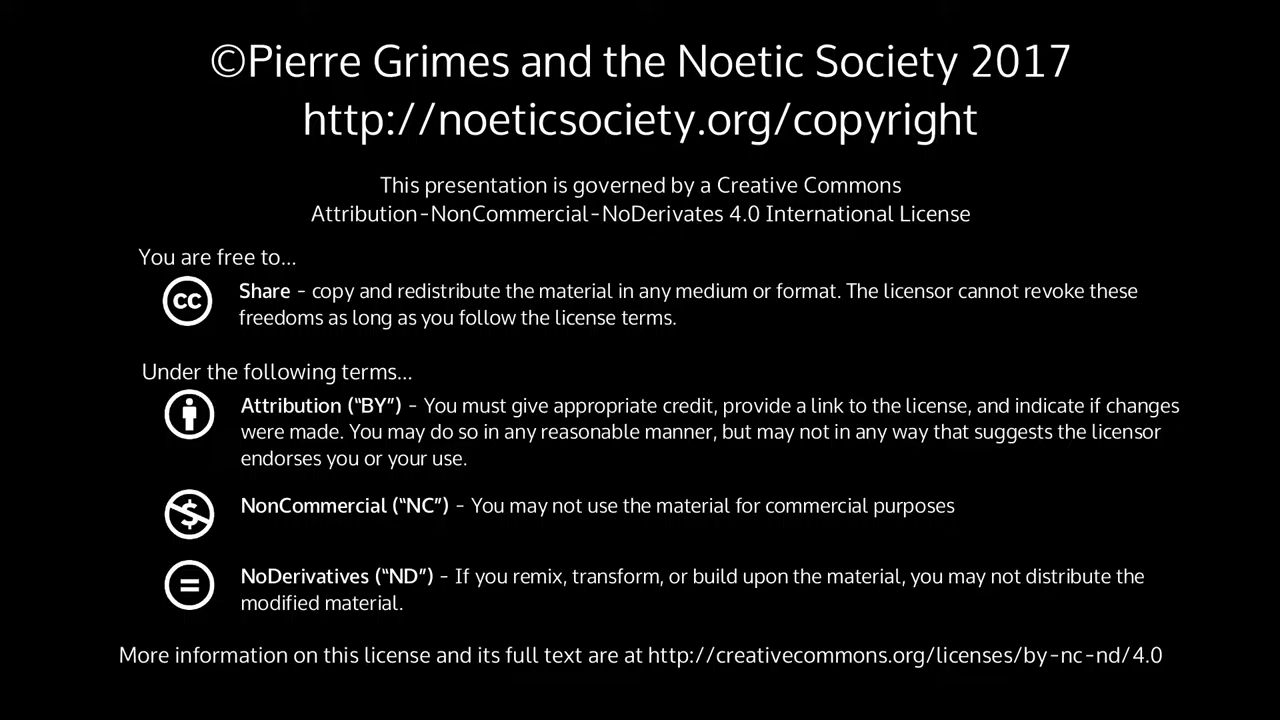 ©Pierre Grimes and the Noetic Society 2017
http://noeticsociety.org/copyright
This presentation is governed by a Creative Commons
Attribution-NonCommercial-NoDerivates 4.0 International License
You are free to...
cc
Share - copy and redistribute the material in any medium or format. The licensor cannot revoke these
freedoms as long as you follow the license terms.
Under the following terms...
Attribution (“BY”) - You must give appropriate credit, provide a link to the license, and indicate if changes
were made. You may do so in any reasonable manner, but may not in any way that suggests the licensor
endorses you or your use.
$
NonCommercial (“NC”) - You may not use the material for commercial purposes
=
NoDerivatives (“ND”) - If you remix, transform, or build upon the material, you may not distribute the
modified material.
More information on this license and its full text are at http://creativecommons.org/licenses/by-nc-nd/4.0